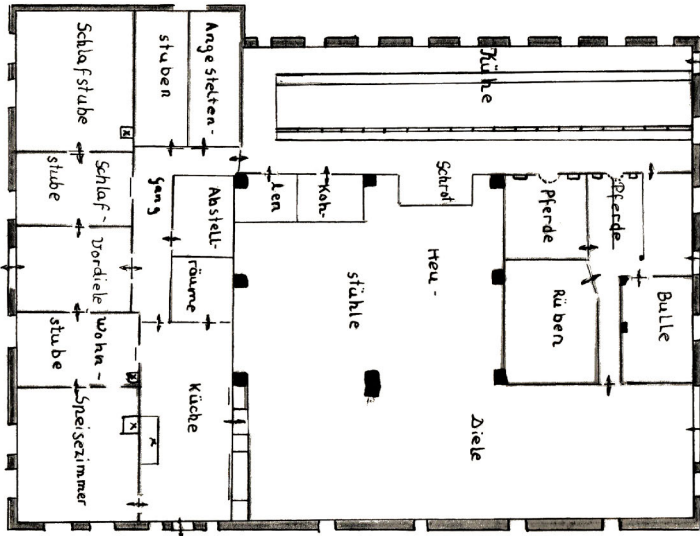 Schlafstube
stuben
Angestelten-
Kühe
Schlaf-
stube
Gang
Abstell-
räume
len
Koh-
Schrot
Pferde
Pferde
Vordiele
Heu-
stühle
Rüben
Bulle
Wohn-
stube
Küche
Speisezimmer
Diele